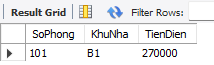 Result Grid Filter Rows:
SoPhong KhuNha TienDien
101 B1 270000